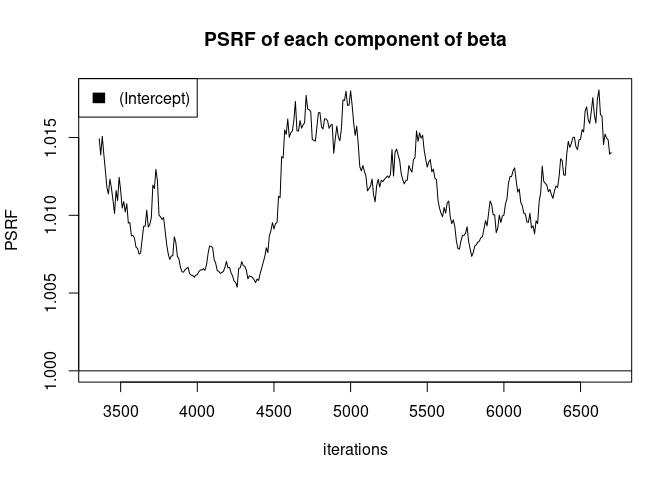 PSRF of each component of beta
(Intercept)
PSRF
1.015
1.010
1.005
1.000
3500 4000 4500 5000 5500 6000 6500
iterations